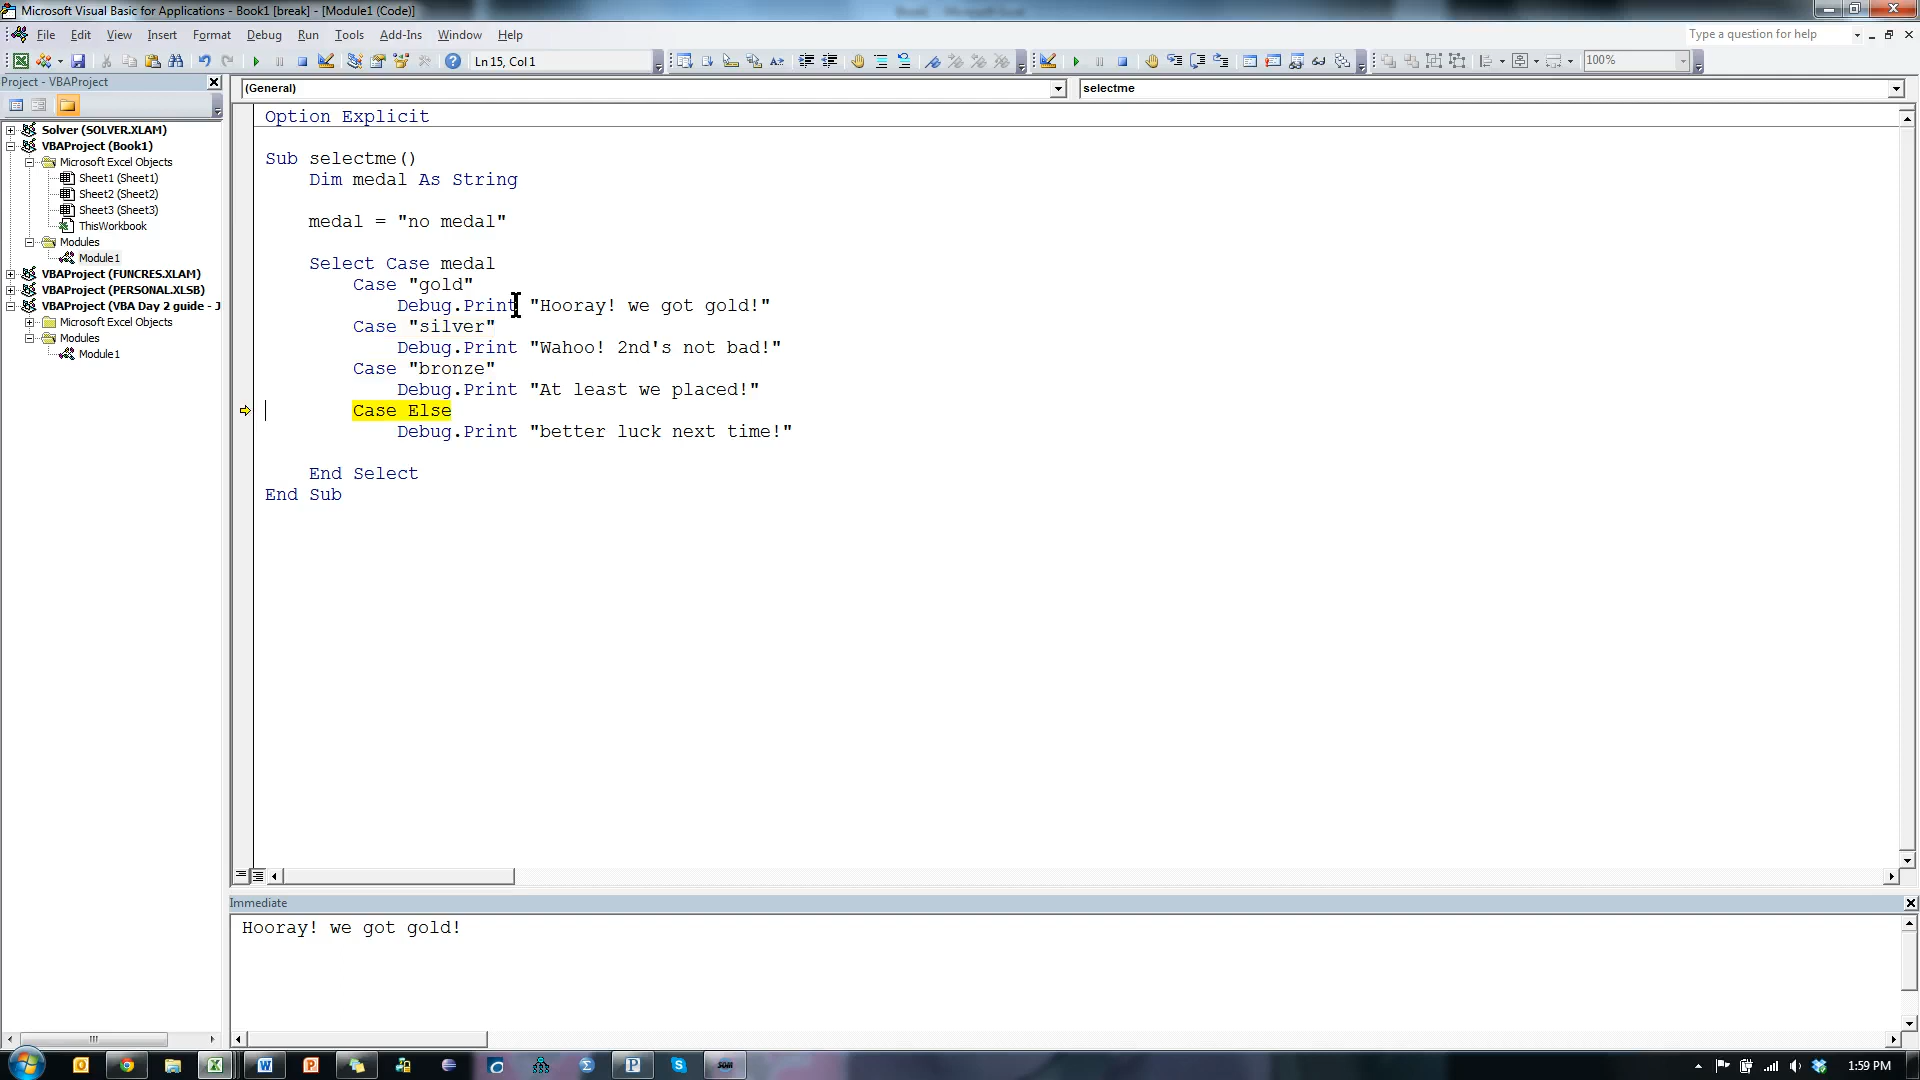 Microsoft Visual Basic for Applications - Book1 [break] - [Module1 (Code)]
File Edit View Insert Format Debug Run Tools Add-Ins Window Help
Type a question for help
Ln 15, Col 1
100%
Project - VBAProject
(General)
selectme
Solver (SOLVER.XLAM)
VBAProject (Book1)
Microsoft Excel Objects
Sheet1 (Sheet1)
Sheet2 (Sheet2)
Sheet3 (Sheet3)
ThisWorkbook
Modules
Module1
VBAProject (FUNCRES.XLAM)
VBAProject (PERSONAL.XLSB)
VBAProject (VBA Day 2 guide - J
Microsoft Excel Objects
Modules
Module1
Option Explicit
Sub selectme()
Dim medal As String
medal = "no medal"
Select Case medal
Case "gold"
Debug.Print "Hooray! we got gold!"
Case "silver"
Debug.Print "Wahoo! 2nd's not bad!"
Case "bronze"
Debug.Print "At least we placed!"
Case Else
Debug.Print "better luck next time!"
End Select
End Sub
Immediate
Hooray! we got gold!
1:59 PM